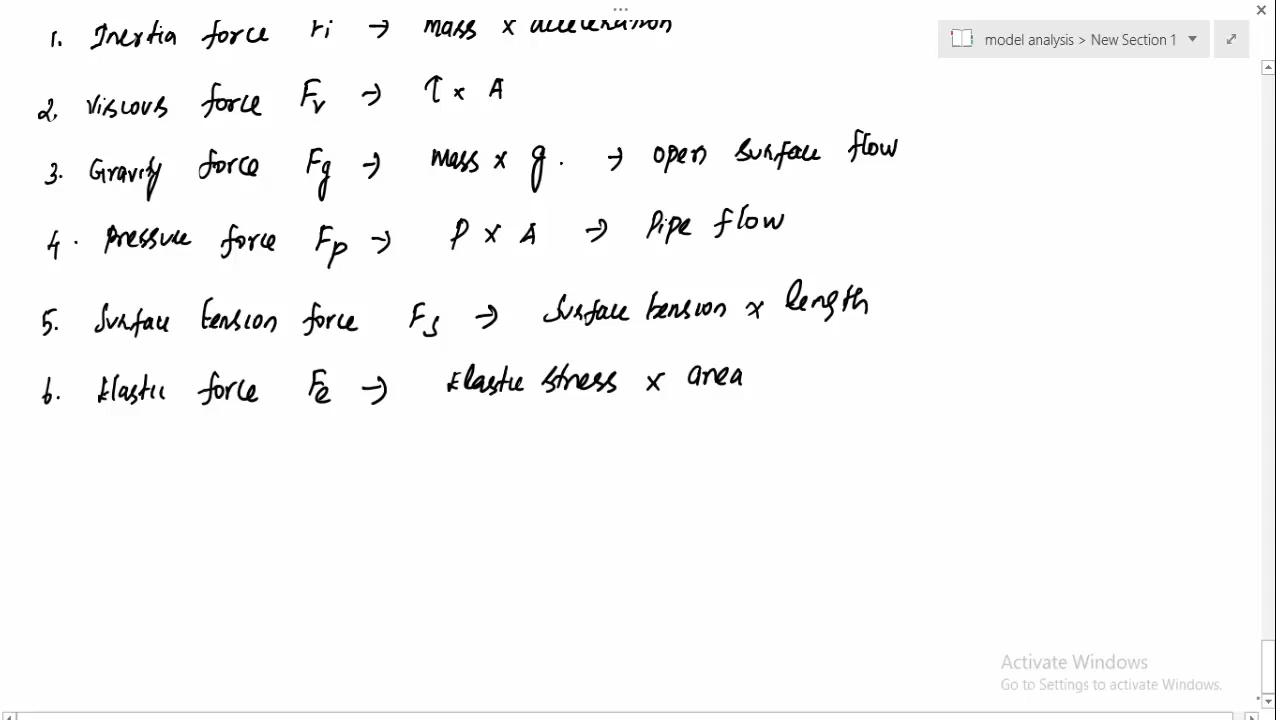 1. Inertia force Fi → mass x acceleration
model analysis > New Section 1
2. Viscous force Fv → τ x A
3. Gravity force Fg → mass x g. → open surface flow
4. Pressure force Fp → P x A → Pipe flow
5. Surface tension force Fs → Surface tension x length
6. Elastic force Fe → Elastic stress x area
Activate Windows
Go to Settings to activate Windows.